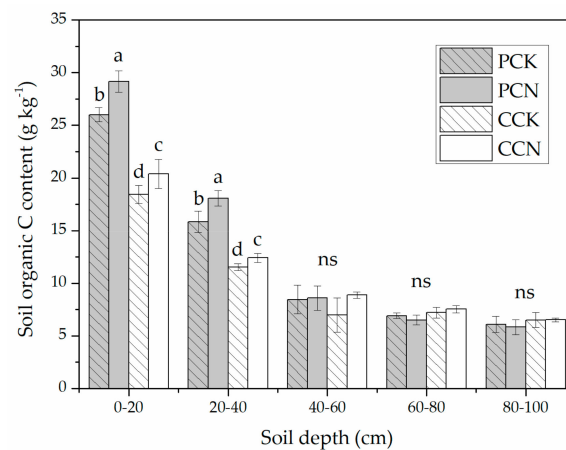 35
30
25
20
15
10
5
0
Soil organic C content (g kg-1)
b
a
d
c
b
a
d
c
ns
ns
ns
PCK
PCN
CCK
CCN
0-20
20-40
40-60
60-80
80-100
Soil depth (cm)